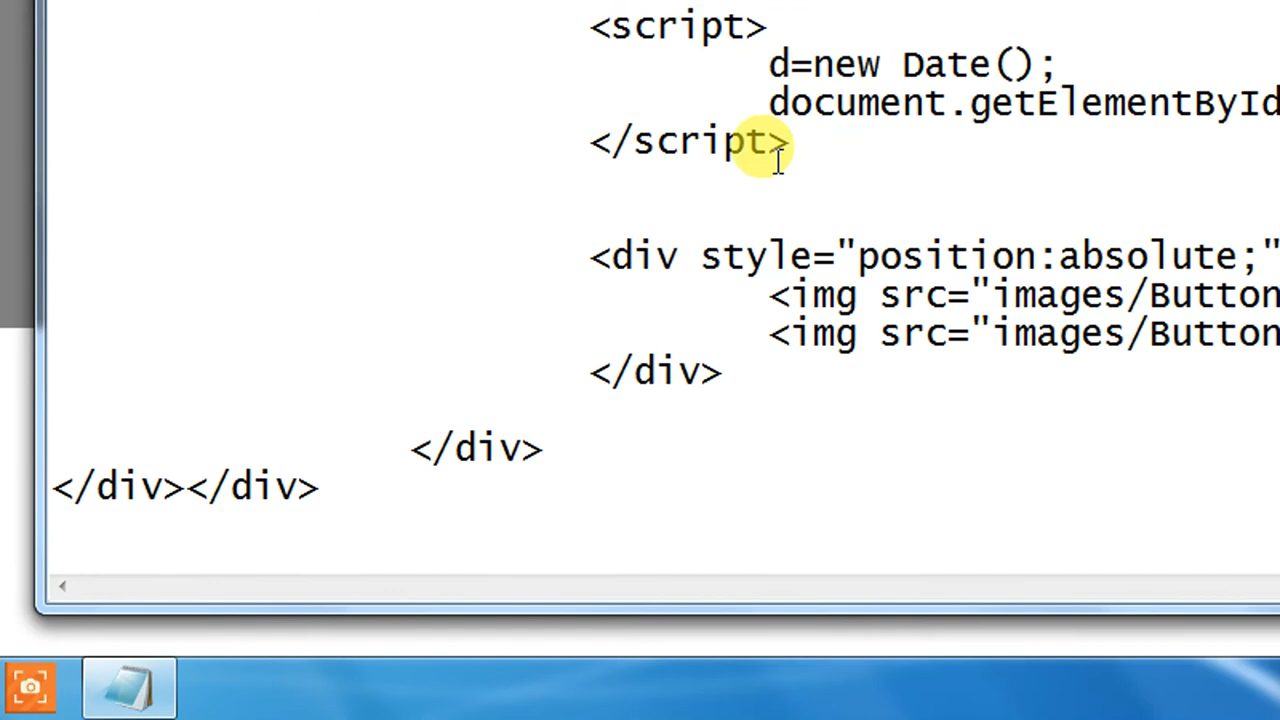 <script>
d=new Date();
document.getElementById
</script>
<div style="position:absolute;"
<img src="images/Button
<img src="images/Button
</div>
</div>
</div></div>